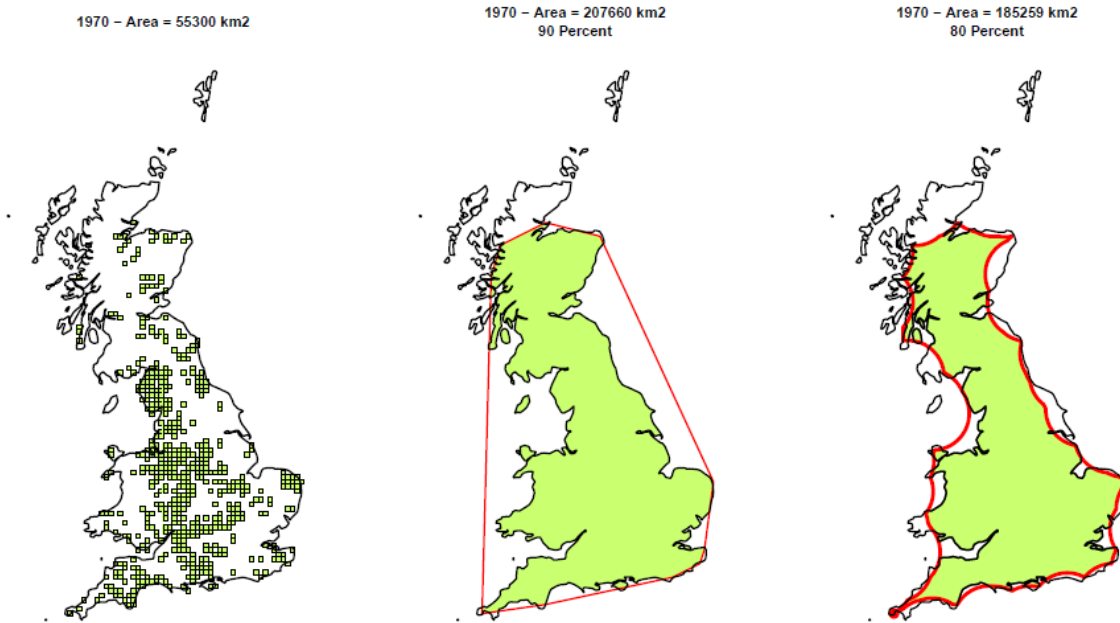 1970 – Area = 55300 km2
1970 – Area = 207660 km2
90 Percent
1970 – Area = 185259 km2
80 Percent